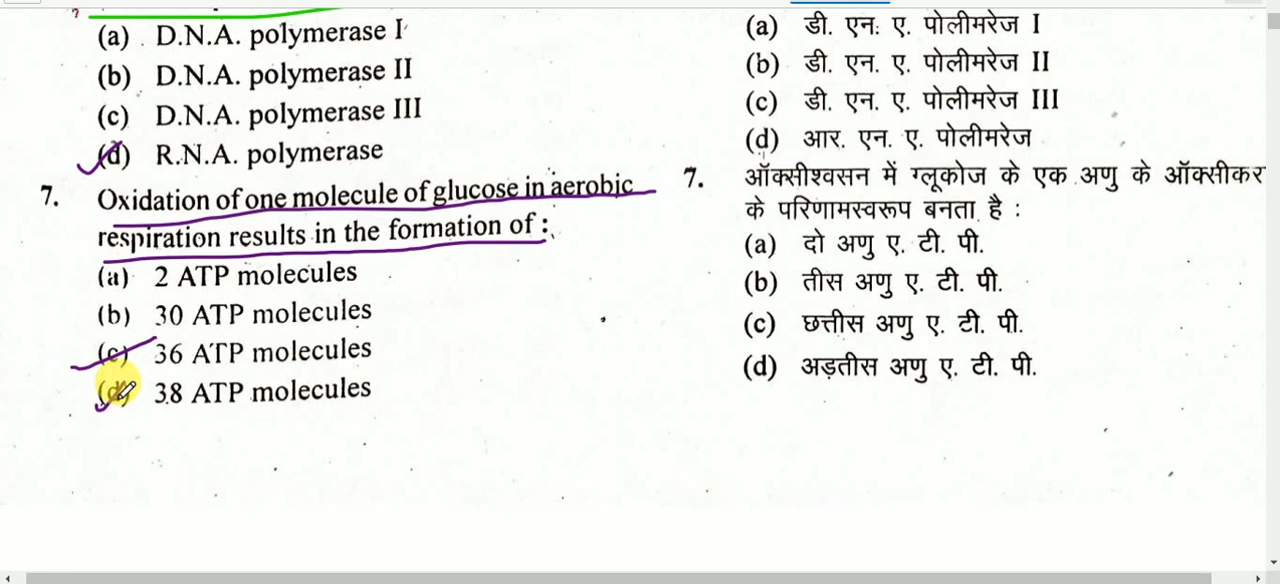 (a) D.N.A. polymerase I
(b) D.N.A. polymerase II
(c) D.N.A. polymerase III
(d) R.N.A. polymerase
7. Oxidation of one molecule of glucose in aerobic
respiration results in the formation of :
(a) 2 ATP molecules
(b) 30 ATP molecules
(c) 36 ATP molecules
(d) 38 ATP molecules
(a) डी. एन. ए. पोलीमरेज I
(b) डी. एन. ए. पोलीमरेज II
(c) डी. एन. ए. पोलीमरेज III
(d) आर. एन. ए. पोलीमरेज
7. ऑक्सीश्वसन में ग्लूकोज के एक अणु के ऑक्सीकर
के परिणामस्वरूप बनता है :
(a) दो अणु ए. टी. पी.
(b) तीस अणु ए. टी. पी.
(c) छत्तीस अणु ए. टी. पी.
(d) अड़तीस अणु ए. टी. पी.